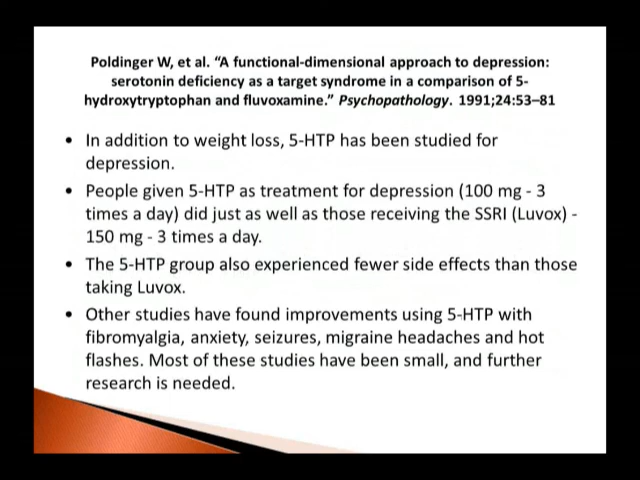 Poldinger W, et al. “A functional-dimensional approach to depression:
serotonin deficiency as a target syndrome in a comparison of 5-
hydroxytryptophan and fluvoxamine.” Psychopathology. 1991;24:53–81
• In addition to weight loss, 5-HTP has been studied for
depression.
• People given 5-HTP as treatment for depression (100 mg - 3
times a day) did just as well as those receiving the SSRI (Luvox) -
150 mg - 3 times a day.
• The 5-HTP group also experienced fewer side effects than those
taking Luvox.
• Other studies have found improvements using 5-HTP with
fibromyalgia, anxiety, seizures, migraine headaches and hot
flashes. Most of these studies have been small, and further
research is needed.